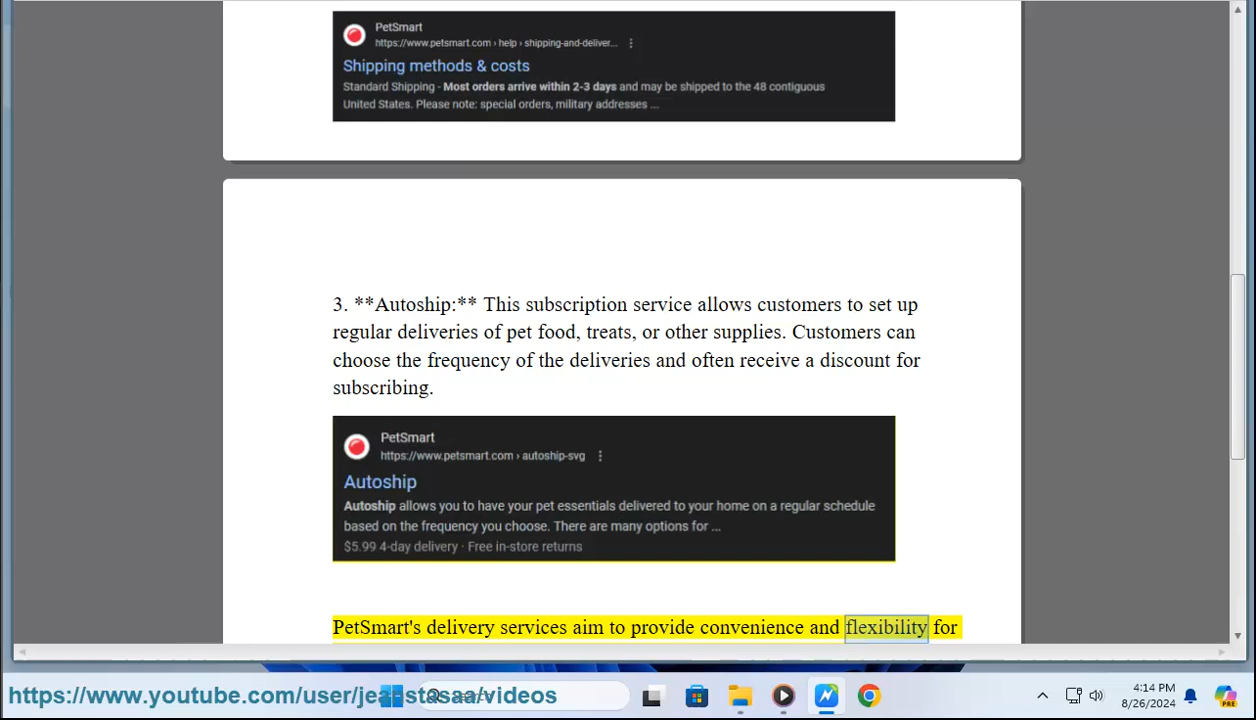 PetSmart
https://www.petsmart.com › help › shipping-and-deliver...
Shipping methods & costs
Standard Shipping - Most orders arrive within 2-3 days and may be shipped to the 48 contiguous
United States. Please note: special orders, military addresses ...
3. **Autoship:** This subscription service allows customers to set up
regular deliveries of pet food, treats, or other supplies. Customers can
choose the frequency of the deliveries and often receive a discount for
subscribing.
PetSmart
https://www.petsmart.com › autoship-svg
Autoship
Autoship allows you to have your pet essentials delivered to your home on a regular schedule
based on the frequency you choose. There are many options for ...
$5.99 4-day delivery · Free in-store returns
PetSmart's delivery services aim to provide convenience and flexibility for
https://www.youtube.com/user/jeapstasaa/videos
4:14 PM
8/26/2024
PRE